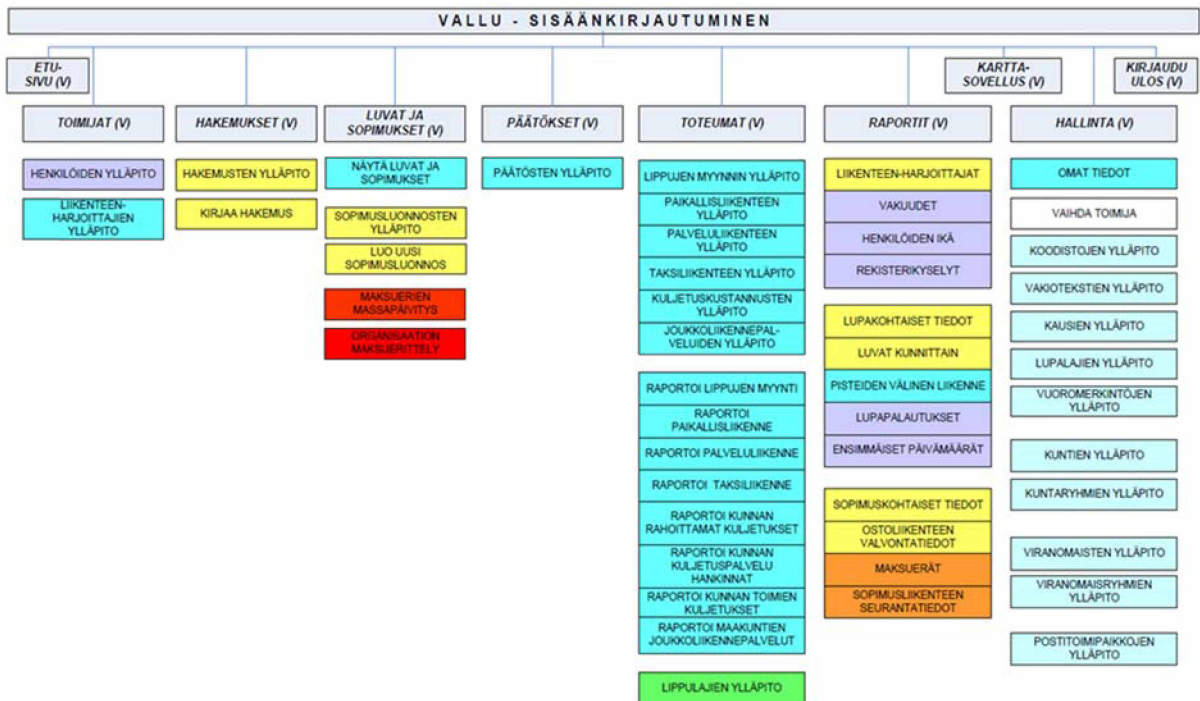 VALLU - SISÄÄNKIRJAUTUMINEN
ETU-
SIVU (V)
KARTTA-
SOVELLUS (V)
KIRJAUDU
ULOS (V)
TOIMIJAT (V)
HENKILÖIDEN YLLÄPITO
LIIKENTEEN-
HARJOITTAJIEN
YLLÄPITO
HAKEMUKSET (V)
HAKEMUSTEN YLLÄPITO
KIRJAA HAKEMUS
LUVAT JA
SOPIMUKSET (V)
NÄYTÄ LUVAT JA
SOPIMUKSET
SOPIMUSLUONNOSTEN
YLLÄPITO
LUO UUSI
SOPIMUSLUONNOS
MAKSUERIEN
MASSAPÄIVITYS
ORGANISAATION
MAKSUERITTELY
PÄÄTÖKSET (V)
PÄÄTÖSTEN YLLÄPITO
TOTEUMAT (V)
LIPPUJEN MYYNNIN YLLÄPITO
PAIKALLISLIIKENTEEN
YLLÄPITO
PALVELULIIKENTEEN
YLLÄPITO
TAKSILIIKENTEEN YLLÄPITO
KULJETUSKUSTANNUSTEN
YLLÄPITO
JOUKKOLIIKENNEPAL-
VELUIDEN YLLÄPITO
RAPORTOI LIPPUJEN MYYNTI
RAPORTOI
PAIKALLISLIIKENNE
RAPORTOI PALVELULIIKENNE
RAPORTOI TAKSILIIKENNE
RAPORTOI KUNNAN
RAHOITTAMAT KULJETUKSET
RAPORTOI KUNNAN
KULJETUSPALVELU
HANKINNAT
RAPORTOI KUNNAN TOIMIEN
KULJETUKSET
RAPORTOI MAAKUNTIEN
JOUKKOLIIKENNEPALVELUT
LIPPULAJIEN YLLÄPITO
RAPORTIT (V)
LIIKENTEEN-HARJOITTAJAT
VAKUUDET
HENKILÖIDEN IKÄ
REKISTERIKYSELYT
LUPAKOHTAISET TIEDOT
LUVAT KUNNITTAIN
PISTEIDEN VÄLINEN LIIKENNE
LUPAPALAUTUKSET
ENSIMMÄISET PÄIVÄMÄÄRÄT
SOPIMUSKOHTAISET TIEDOT
OSTOLIIKENTEEN
VALVONTATIEDOT
MAKSUERÄT
SOPIMUSLIIKENTEEN
SEURANTATIEDOT
HALLINTA (V)
OMAT TIEDOT
VAIHDA TOIMIJA
KOODISTOJEN YLLÄPITO
VAKIOTEKSTIEN YLLÄPITO
KAUSIEN YLLÄPITO
LUPALAJIEN YLLÄPITO
VUOROMERKINTÖJEN
YLLÄPITO
KUNTIEN YLLÄPITO
KUNTARYHMIEN YLLÄPITO
VIRANOMAISTEN YLLÄPITO
VIRANOMAISRYHMIEN
YLLÄPITO
POSTITOIMIPAIKKOJEN
YLLÄPITO